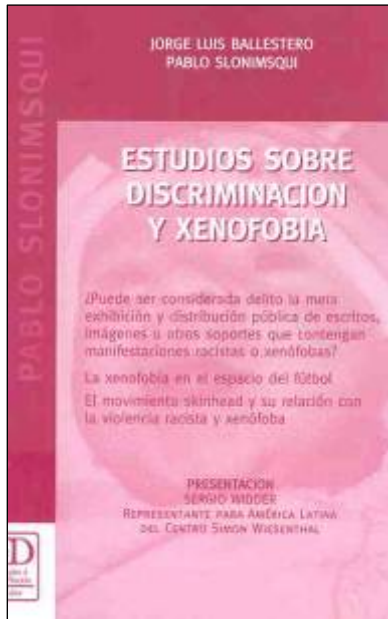 JORGE LUIS BALLESTERO
PABLO SLONIMSQUI
PABLO SLONIMSQUI
ESTUDIOS SOBRE
DISCRIMINACION
Y XENOFOBIA
¿Puede ser considerada delito la mera
exhibición y distribución pública de escritos,
imágenes u otros soportes que contengan
manifestaciones racistas o xenófobas?
La xenofobia en el espacio del fútbol
El movimiento skinhead y su relación con
la violencia racista y xenófoba
PRESENTACION
SERGIO WIDDER
REPRESENTANTE PARA AMÉRICA LATINA
DEL CENTRO SIMON WIESENTHAL
D